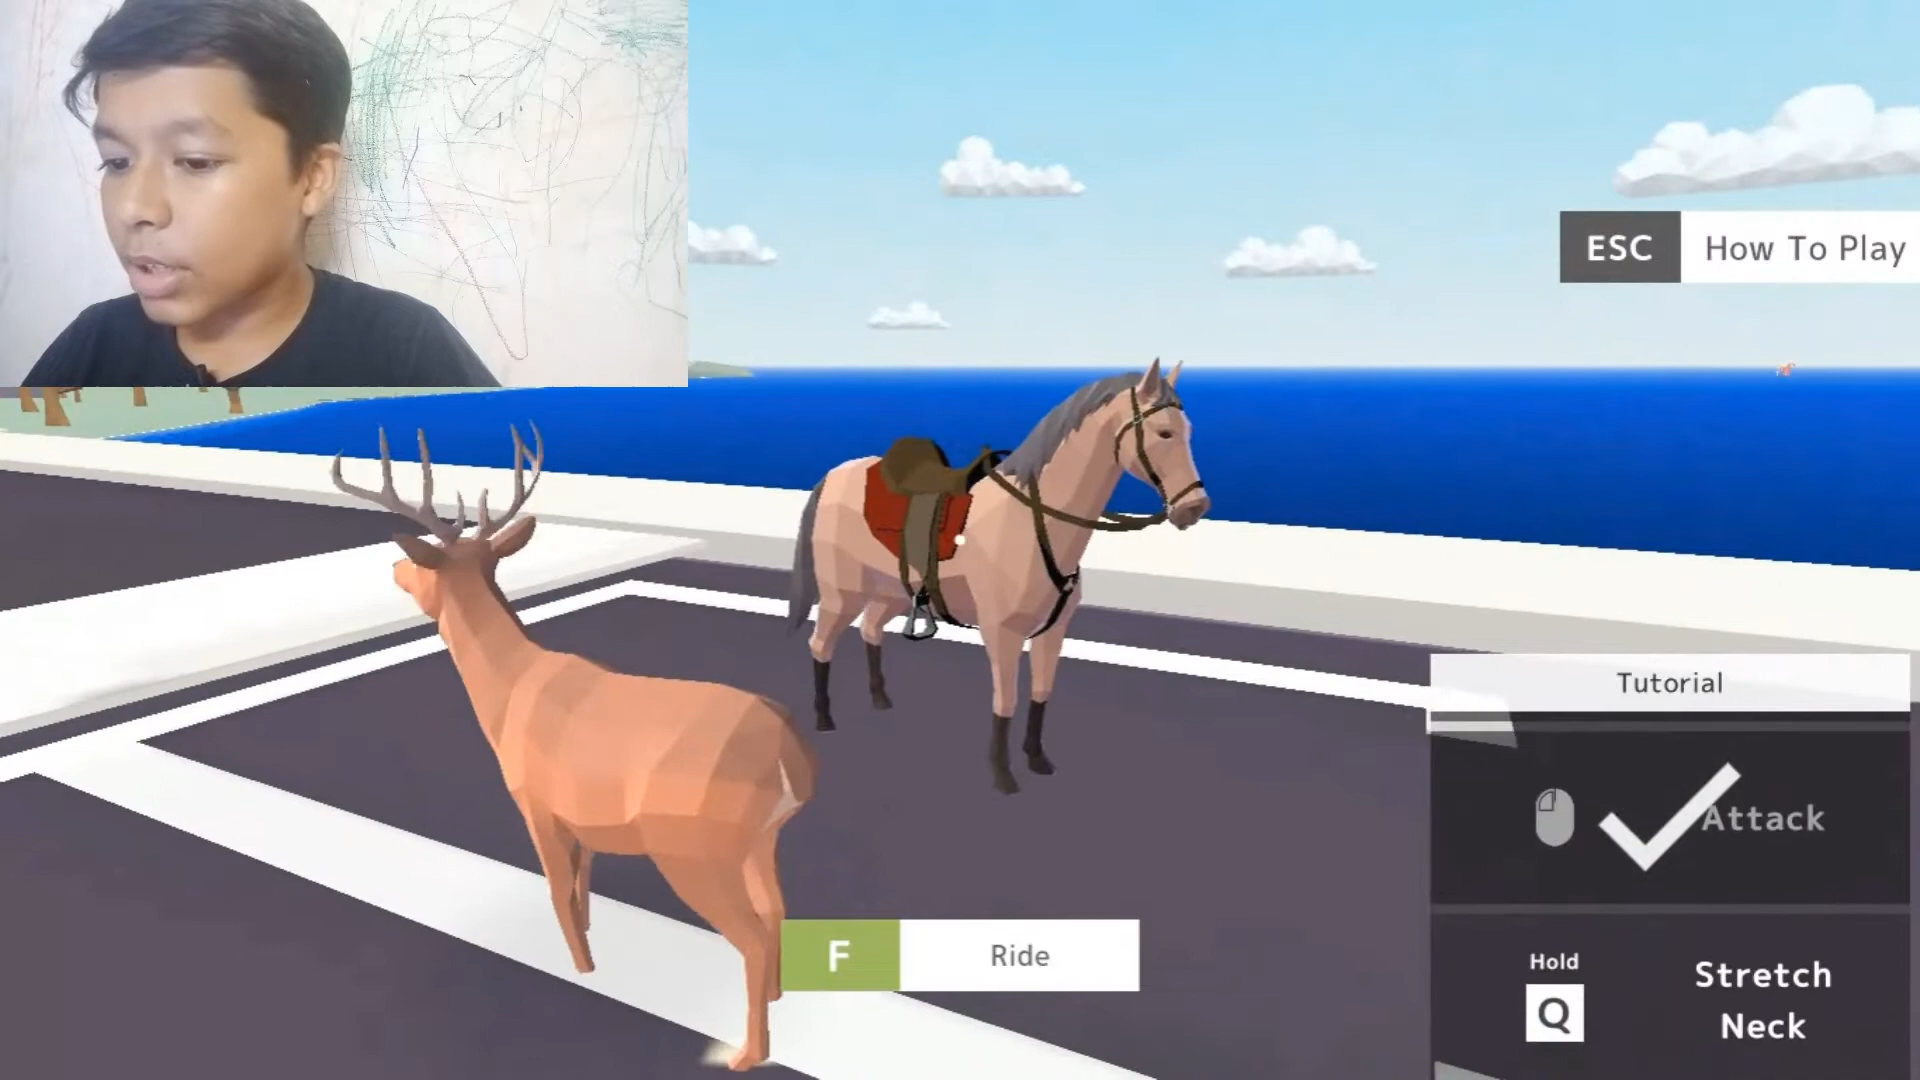 ESC How To Play
Tutorial
Attack
Hold
Q
Stretch
Neck
F Ride